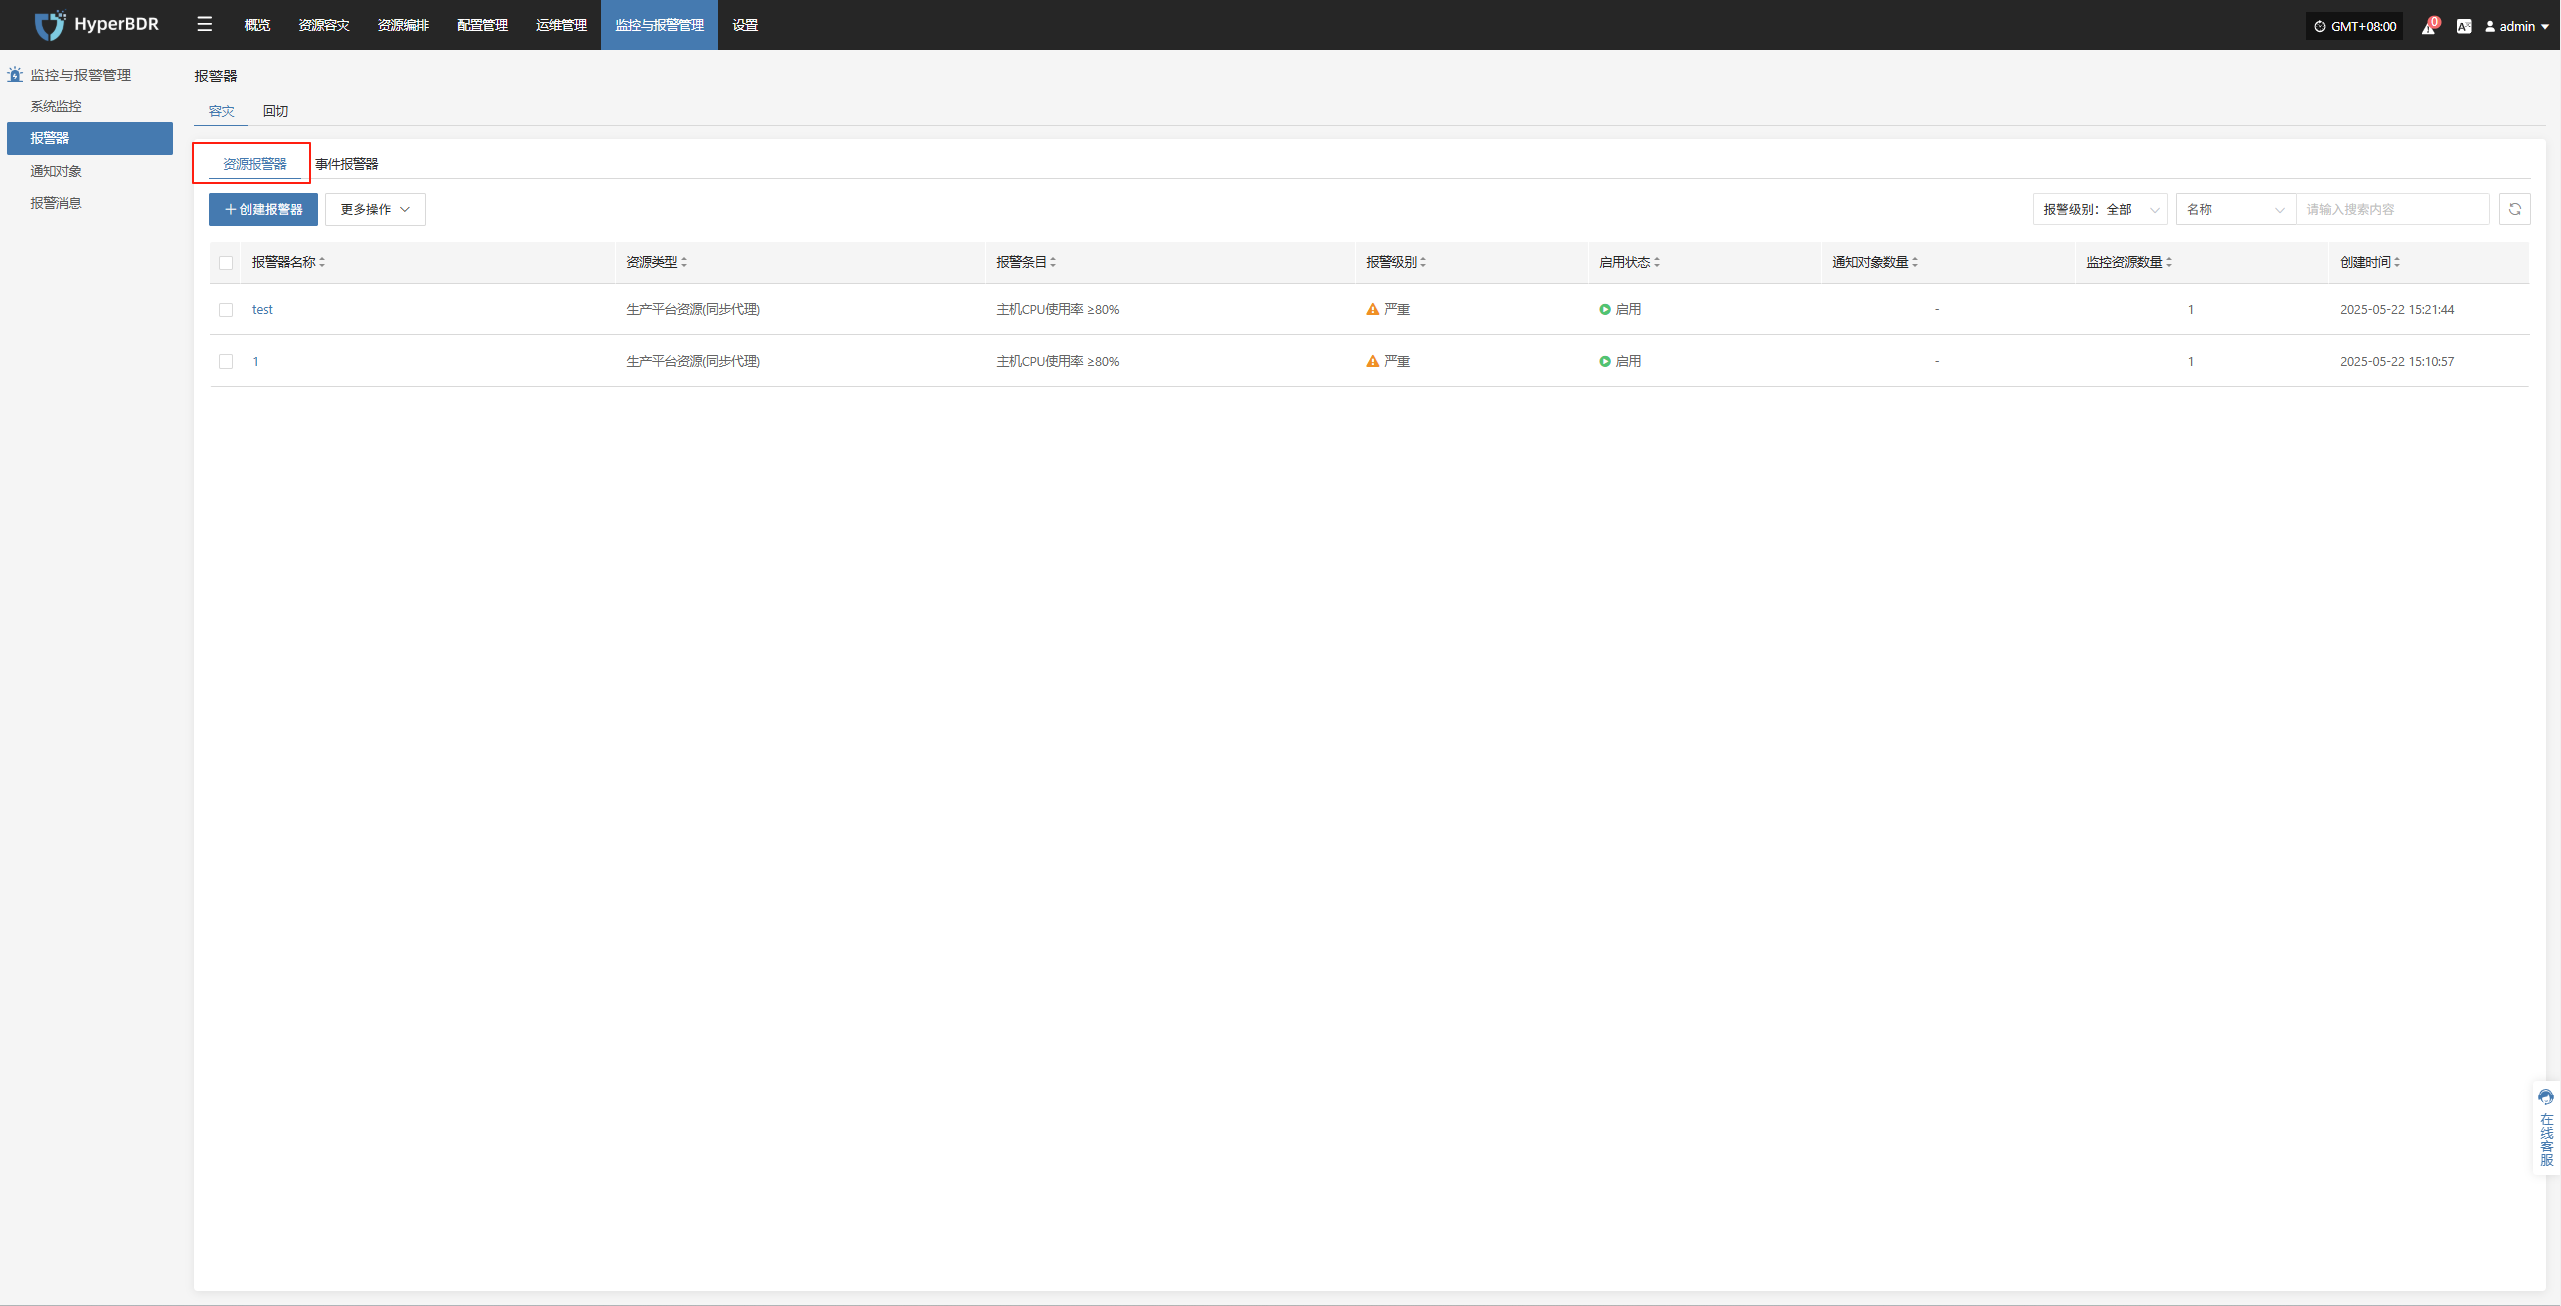 HyperBDR 概览 资源容灾 资源编排 配置管理 运维管理 监控与报警管理 设置 GMT+08:00 0 admin
监控与报警管理
系统监控
报警器
通知对象
报警消息
报警器
容灾 回切
资源报警器 事件报警器
创建报警器 更多操作 报警级别：全部 名称 请输入搜索内容
报警器名称 资源类型 报警条目 报警级别 启用状态 通知对象数量 监控资源数量 创建时间
test 生产平台资源(同步代理) 主机CPU使用率 ≥80% 严重 启用 - 1 2025-05-22 15:21:44
1 生产平台资源(同步代理) 主机CPU使用率 ≥80% 严重 启用 - 1 2025-05-22 15:10:57
在线客服